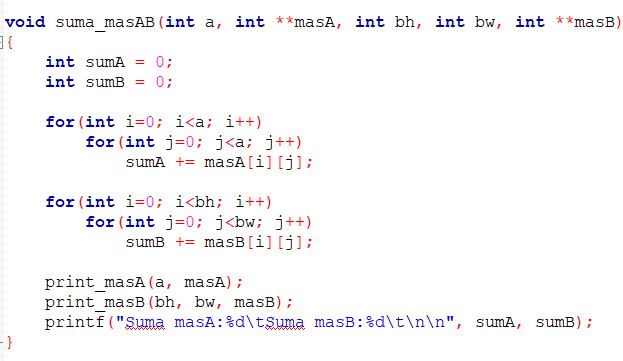 void suma_masAB(int a, int **masA, int bh, int bw, int **masB)
{
    int sumA = 0;
    int sumB = 0;

    for(int i=0; i<a; i++)
        for(int j=0; j<a; j++)
            sumA += masA[i][j];

    for(int i=0; i<bh; i++)
        for(int j=0; j<bw; j++)
            sumB += masB[i][j];

    print_masA(a, masA);
    print_masB(bh, bw, masB);
    printf("Suma masA:%d\tSuma masB:%d\t\n\n", sumA, sumB);
}